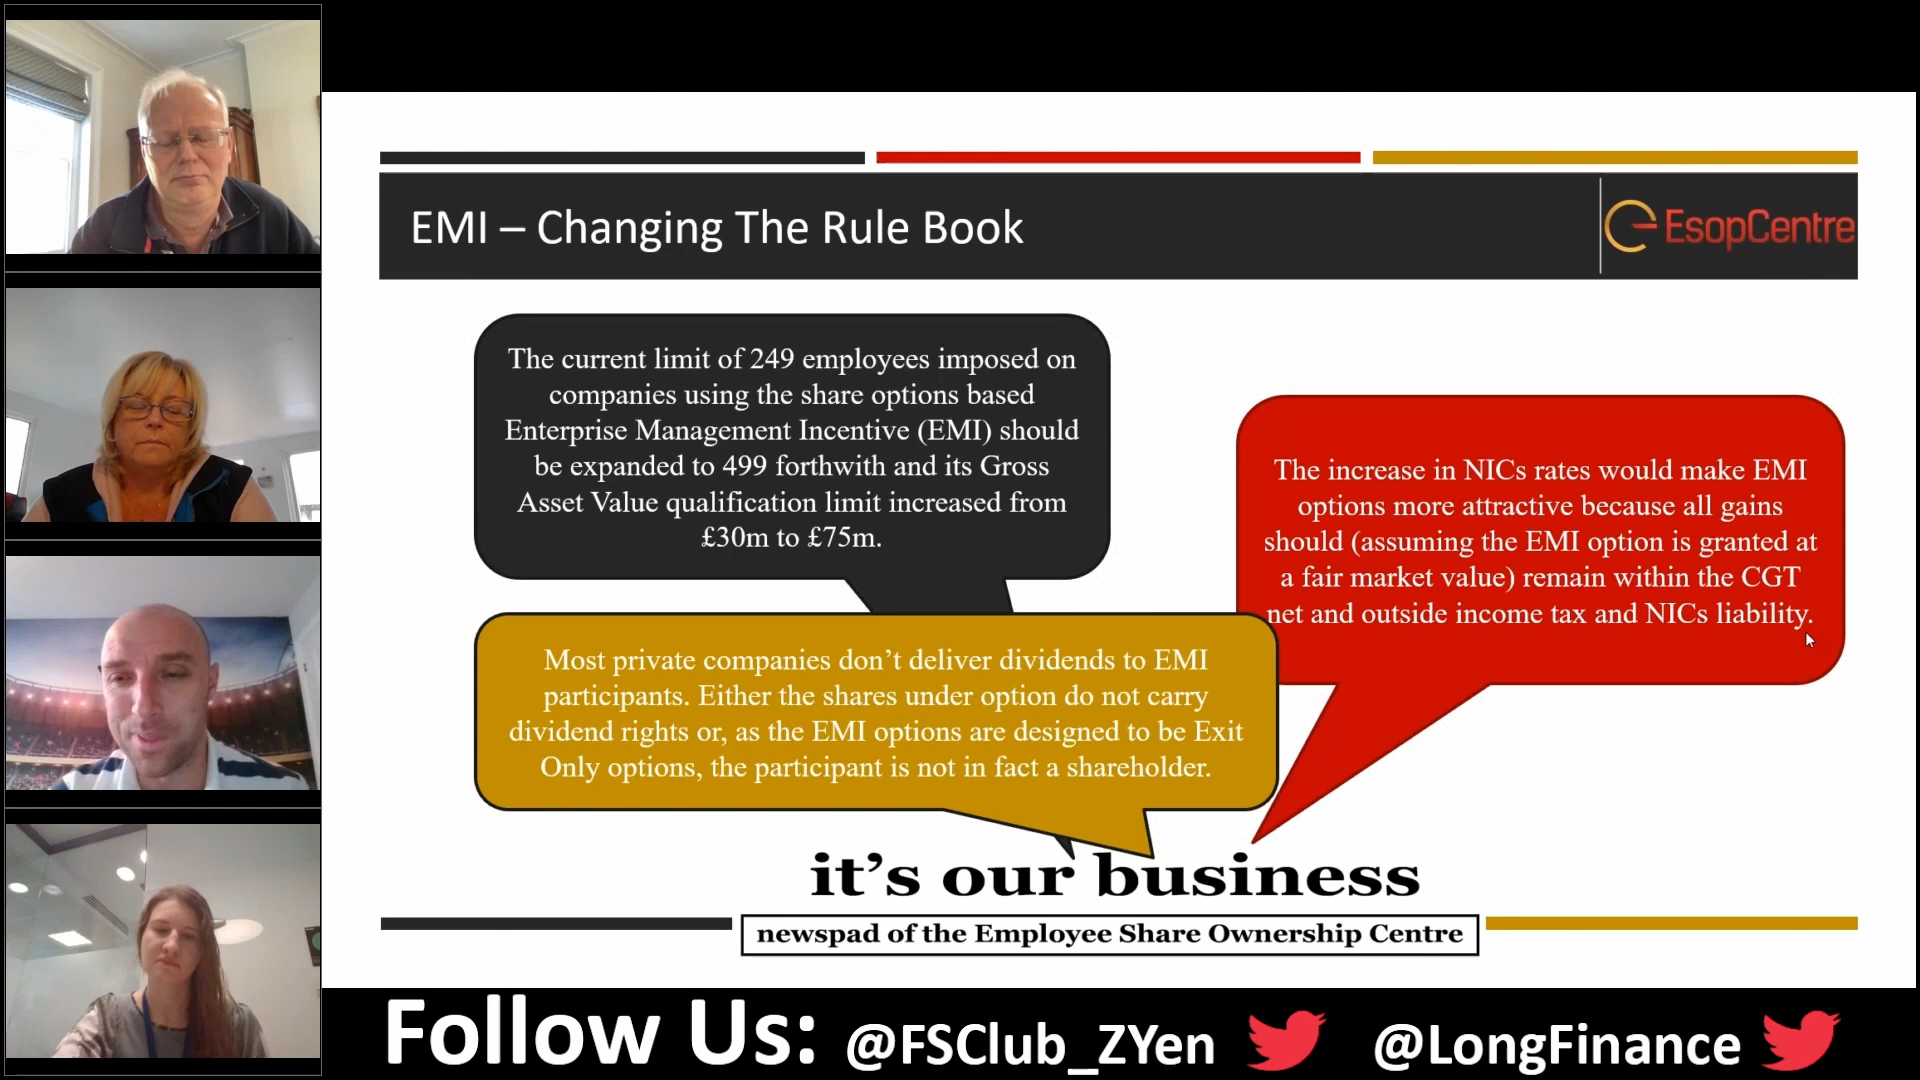 EMI – Changing The Rule Book
EsopCentre
The current limit of 249 employees imposed on
companies using the share options based
Enterprise Management Incentive (EMI) should
be expanded to 499 forthwith and its Gross
Asset Value qualification limit increased from
£30m to £75m.
The increase in NICs rates would make EMI
options more attractive because all gains
should (assuming the EMI option is granted at
a fair market value) remain within the CGT
net and outside income tax and NICs liability.
Most private companies don’t deliver dividends to EMI
participants. Either the shares under option do not carry
dividend rights or, as the EMI options are designed to be Exit
Only options, the participant is not in fact a shareholder.
it’s our business
newspad of the Employee Share Ownership Centre
Follow Us: @FSClub_ZYen @LongFinance